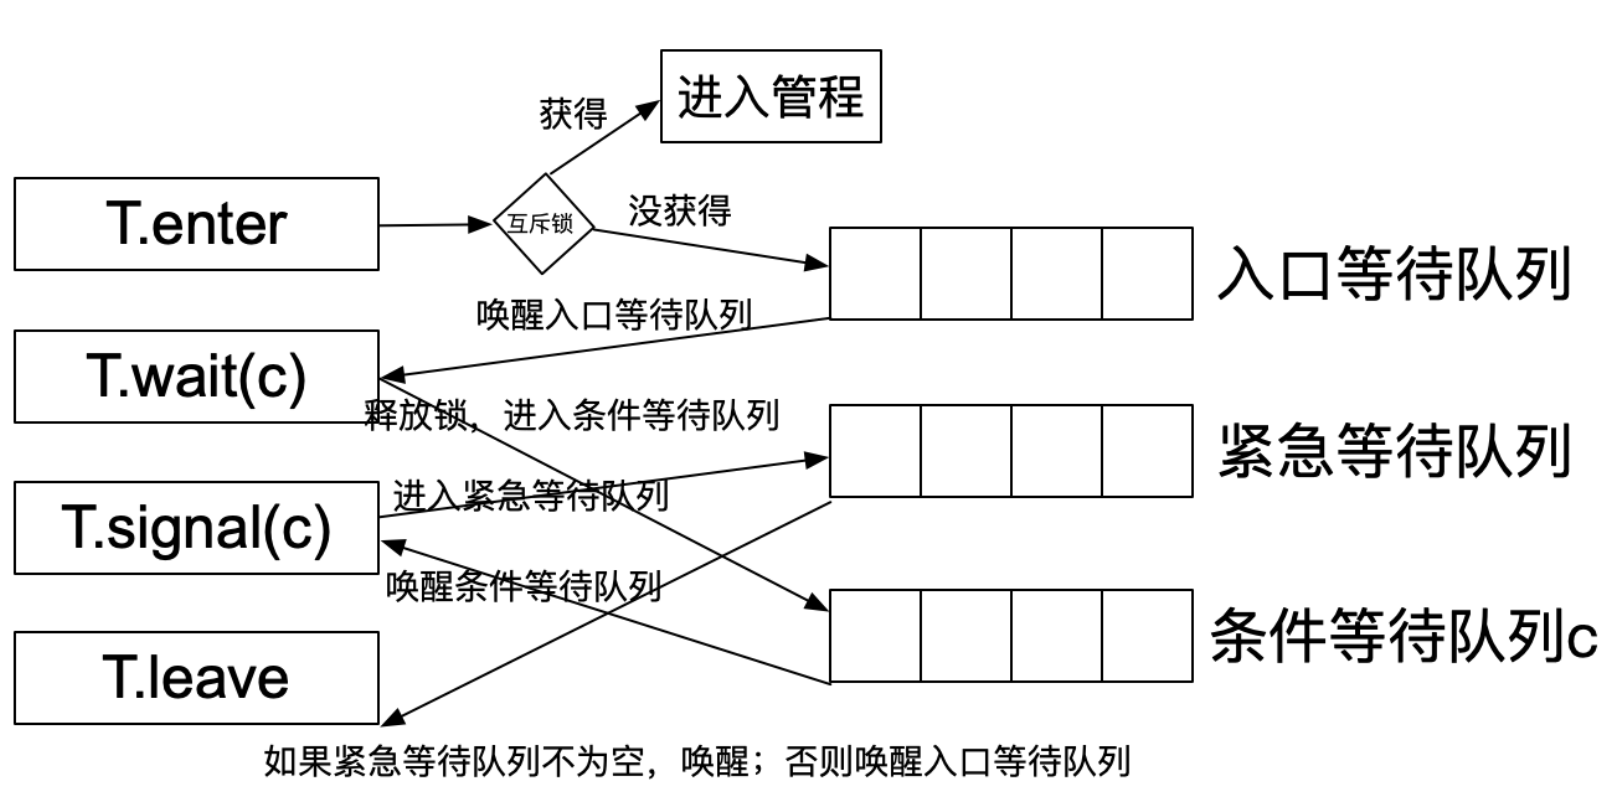 进入管程
获得
T.enter
互斥锁
没获得
入口等待队列
唤醒入口等待队列
T.wait(c)
释放锁，进入条件等待队列
紧急等待队列
进入紧急等待队列
T.signal(c)
唤醒条件等待队列
条件等待队列c
T.leave
如果紧急等待队列不为空，唤醒；否则唤醒入口等待队列